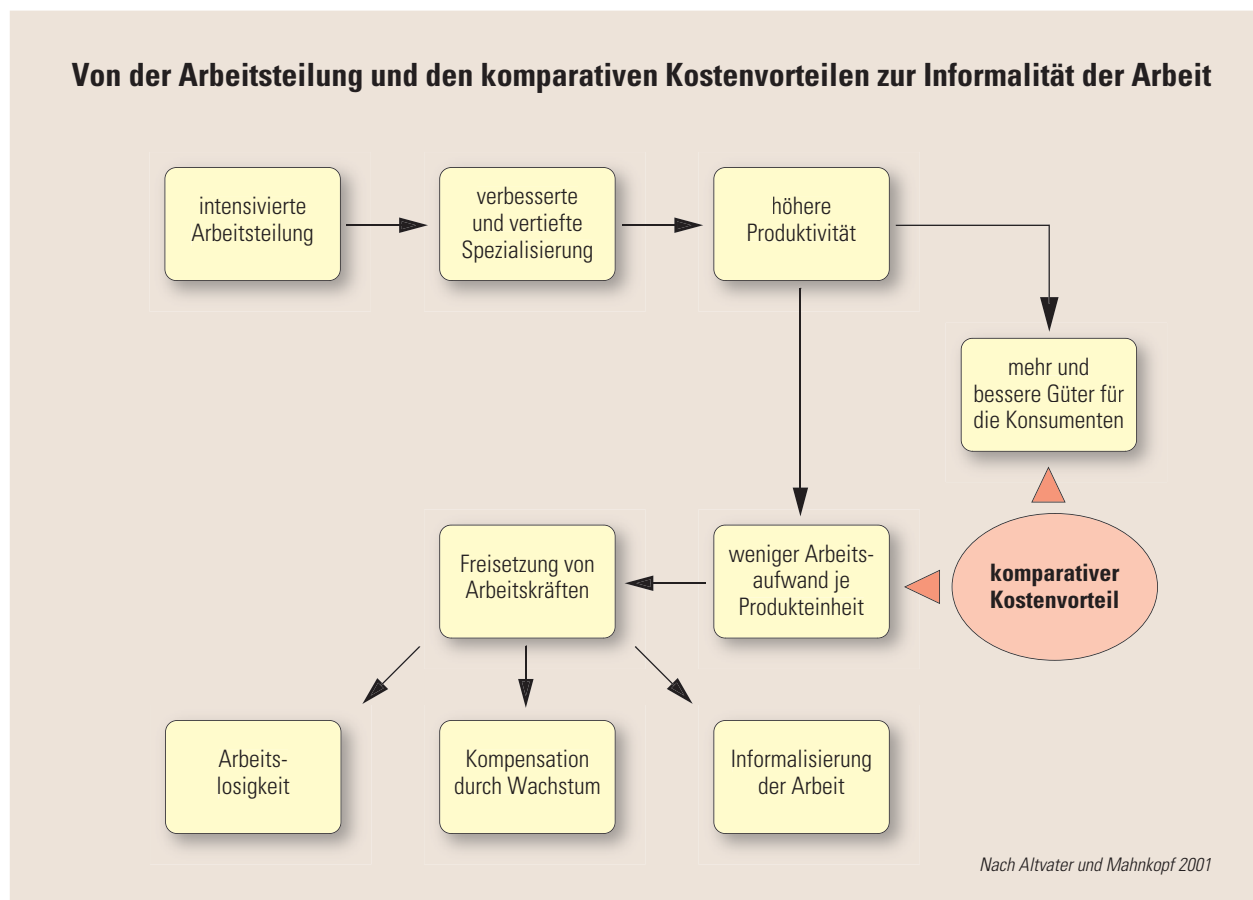 Von der Arbeitsteilung und den komparativen Kostenvorteilen zur Informalität der Arbeit
intensivierte
Arbeitsteilung
verbesserte
und vertiefte
Spezialisierung
höhere
Produktivität
mehr und
bessere Güter für
die Konsumenten
Freisetzung von
Arbeitskräften
weniger Arbeits-
aufwand je
Produkteinheit
komparativer
Kostenvorteil
Arbeits-
losigkeit
Kompensation
durch Wachstum
Informalisierung
der Arbeit
Nach Altvater und Mahnkopf 2001